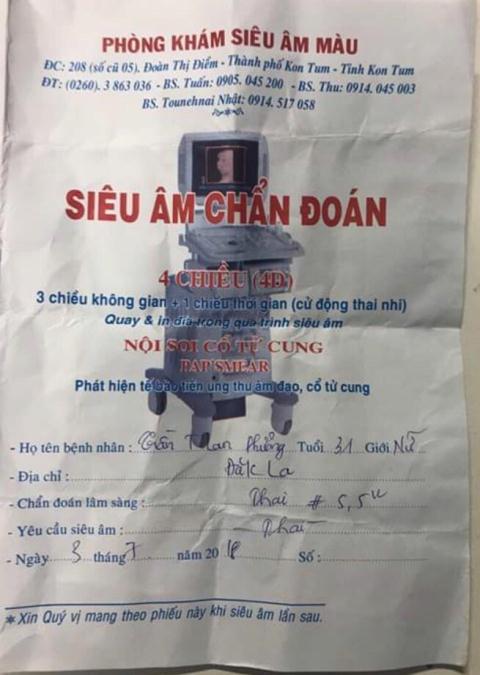 PHÒNG KHÁM SIÊU ÂM MÀU
ĐC: 208 (số cũ 05). Đoàn Thị Điểm - Thành phố Kon Tum - Tỉnh Kon Tum
ĐT: (0260). 3 863 036 - BS. Tuấn: 0905. 045 200 - BS. Thu: 0914. 045 003
BS. Tounehnai Nhật: 0914. 517 058
SIÊU ÂM CHẨN ĐOÁN
4 CHIỀU (4D)
3 chiều không gian + 1 chiều thời gian (cử động thai nhi)
Quay & in đĩa trong quá trình siêu âm
NỘI SOI CỔ TỬ CUNG
PAP'SMEAR
Phát hiện tế bào tiền ung thư âm đạo, cổ tử cung
- Họ tên bệnh nhân : Trần Phượng Tuổi 31 Giới Nữ
- Địa chỉ : Đăk La
- Chẩn đoán lâm sàng : Thai # 5,5 w
- Yêu cầu siêu âm : Thai
- Ngày 3 tháng 7 năm 2018 Số :
* Xin Quý vị mang theo phiếu này khi siêu âm lần sau.